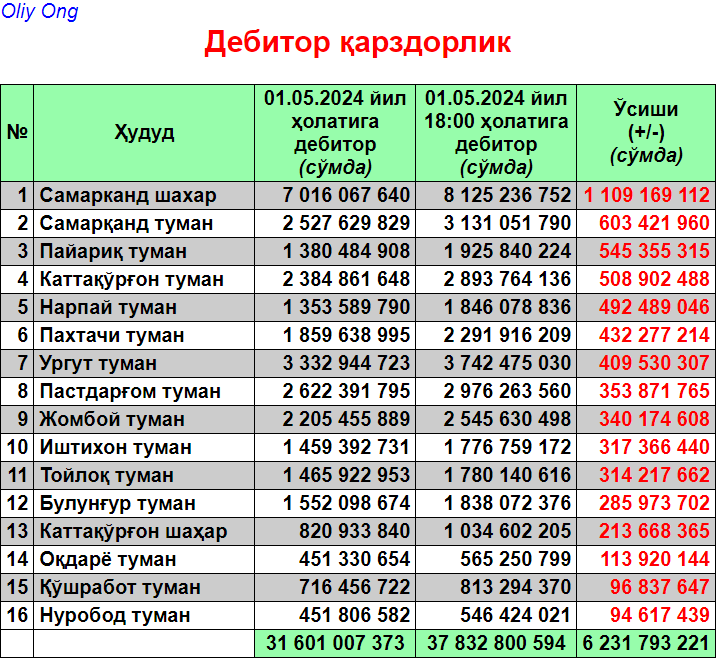 Oliy Ong
Дебитор қарздорлик
№ Ҳудуд 01.05.2024 йил ҳолатига дебитор (сўмда) 01.05.2024 йил 18:00 ҳолатига дебитор (сўмда) Ўсиши (+/-) (сўмда)
1 Самарканд шахар 7 016 067 640 8 125 236 752 1 109 169 112
2 Самарқанд туман 2 527 629 829 3 131 051 790 603 421 960
3 Пайариқ туман 1 380 484 908 1 925 840 224 545 355 315
4 Каттақўрғон туман 2 384 861 648 2 893 764 136 508 902 488
5 Нарпай туман 1 353 589 790 1 846 078 836 492 489 046
6 Пахтачи туман 1 859 638 995 2 291 916 209 432 277 214
7 Ургут туман 3 332 944 723 3 742 475 030 409 530 307
8 Пастдарғом туман 2 622 391 795 2 976 263 560 353 871 765
9 Жомбой туман 2 205 455 889 2 545 630 498 340 174 608
10 Иштихон туман 1 459 392 731 1 776 759 172 317 366 440
11 Тойлоқ туман 1 465 922 953 1 780 140 616 314 217 662
12 Булунғур туман 1 552 098 674 1 838 072 376 285 973 702
13 Каттақўрғон шаҳар 820 933 840 1 034 602 205 213 668 365
14 Оқдарё туман 451 330 654 565 250 799 113 920 144
15 Қўшработ туман 716 456 722 813 294 370 96 837 647
16 Нуробод туман 451 806 582 546 424 021 94 617 439
31 601 007 373 37 832 800 594 6 231 793 221